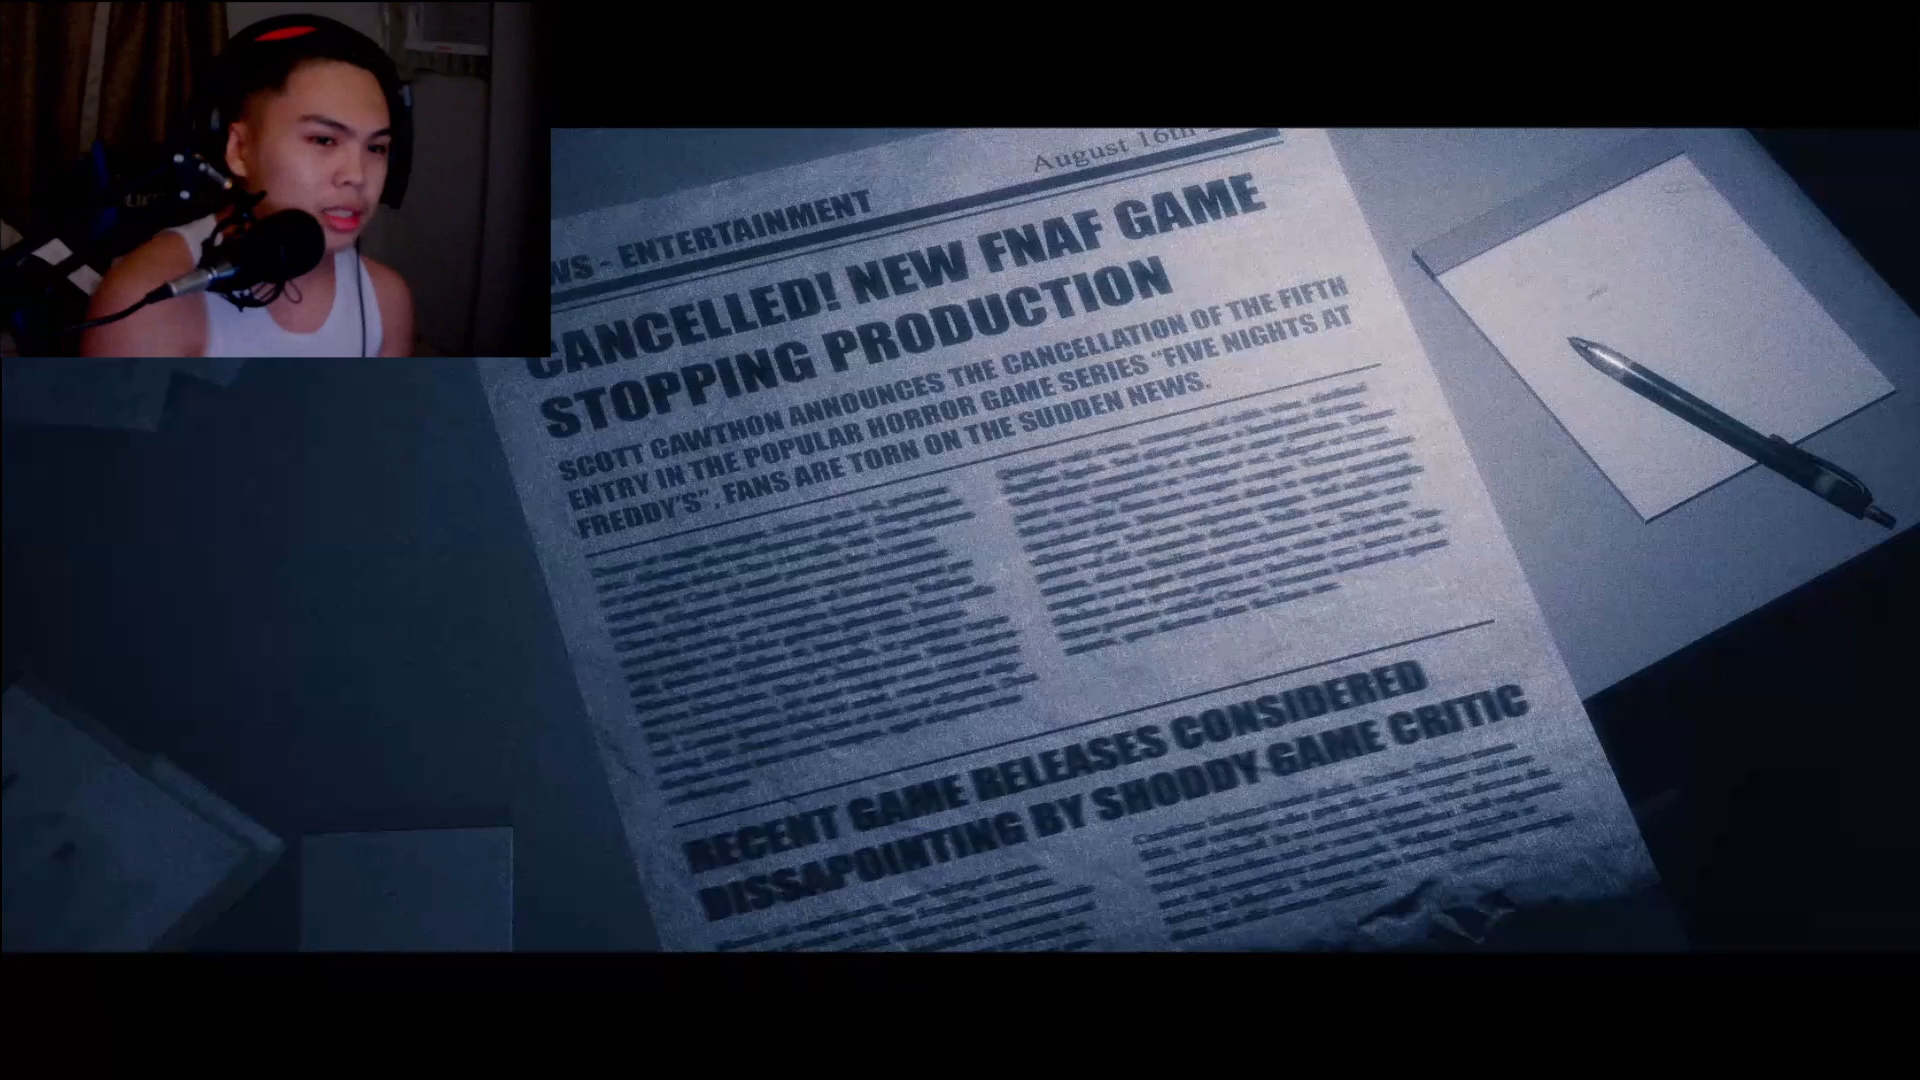 August 16th
WS - ENTERTAINMENT
CANCELLED! NEW FNAF GAME
STOPPING PRODUCTION
SCOTT CAWTHON ANNOUNCES THE CANCELLATION OF THE FIFTH
ENTRY IN THE POPULAR HORROR GAME SERIES "FIVE NIGHTS AT
FREDDY'S", FANS ARE TORN ON THE SUDDEN NEWS.
RECENT GAME RELEASES CONSIDERED
DISSAPOINTING BY SHODDY GAME CRITIC